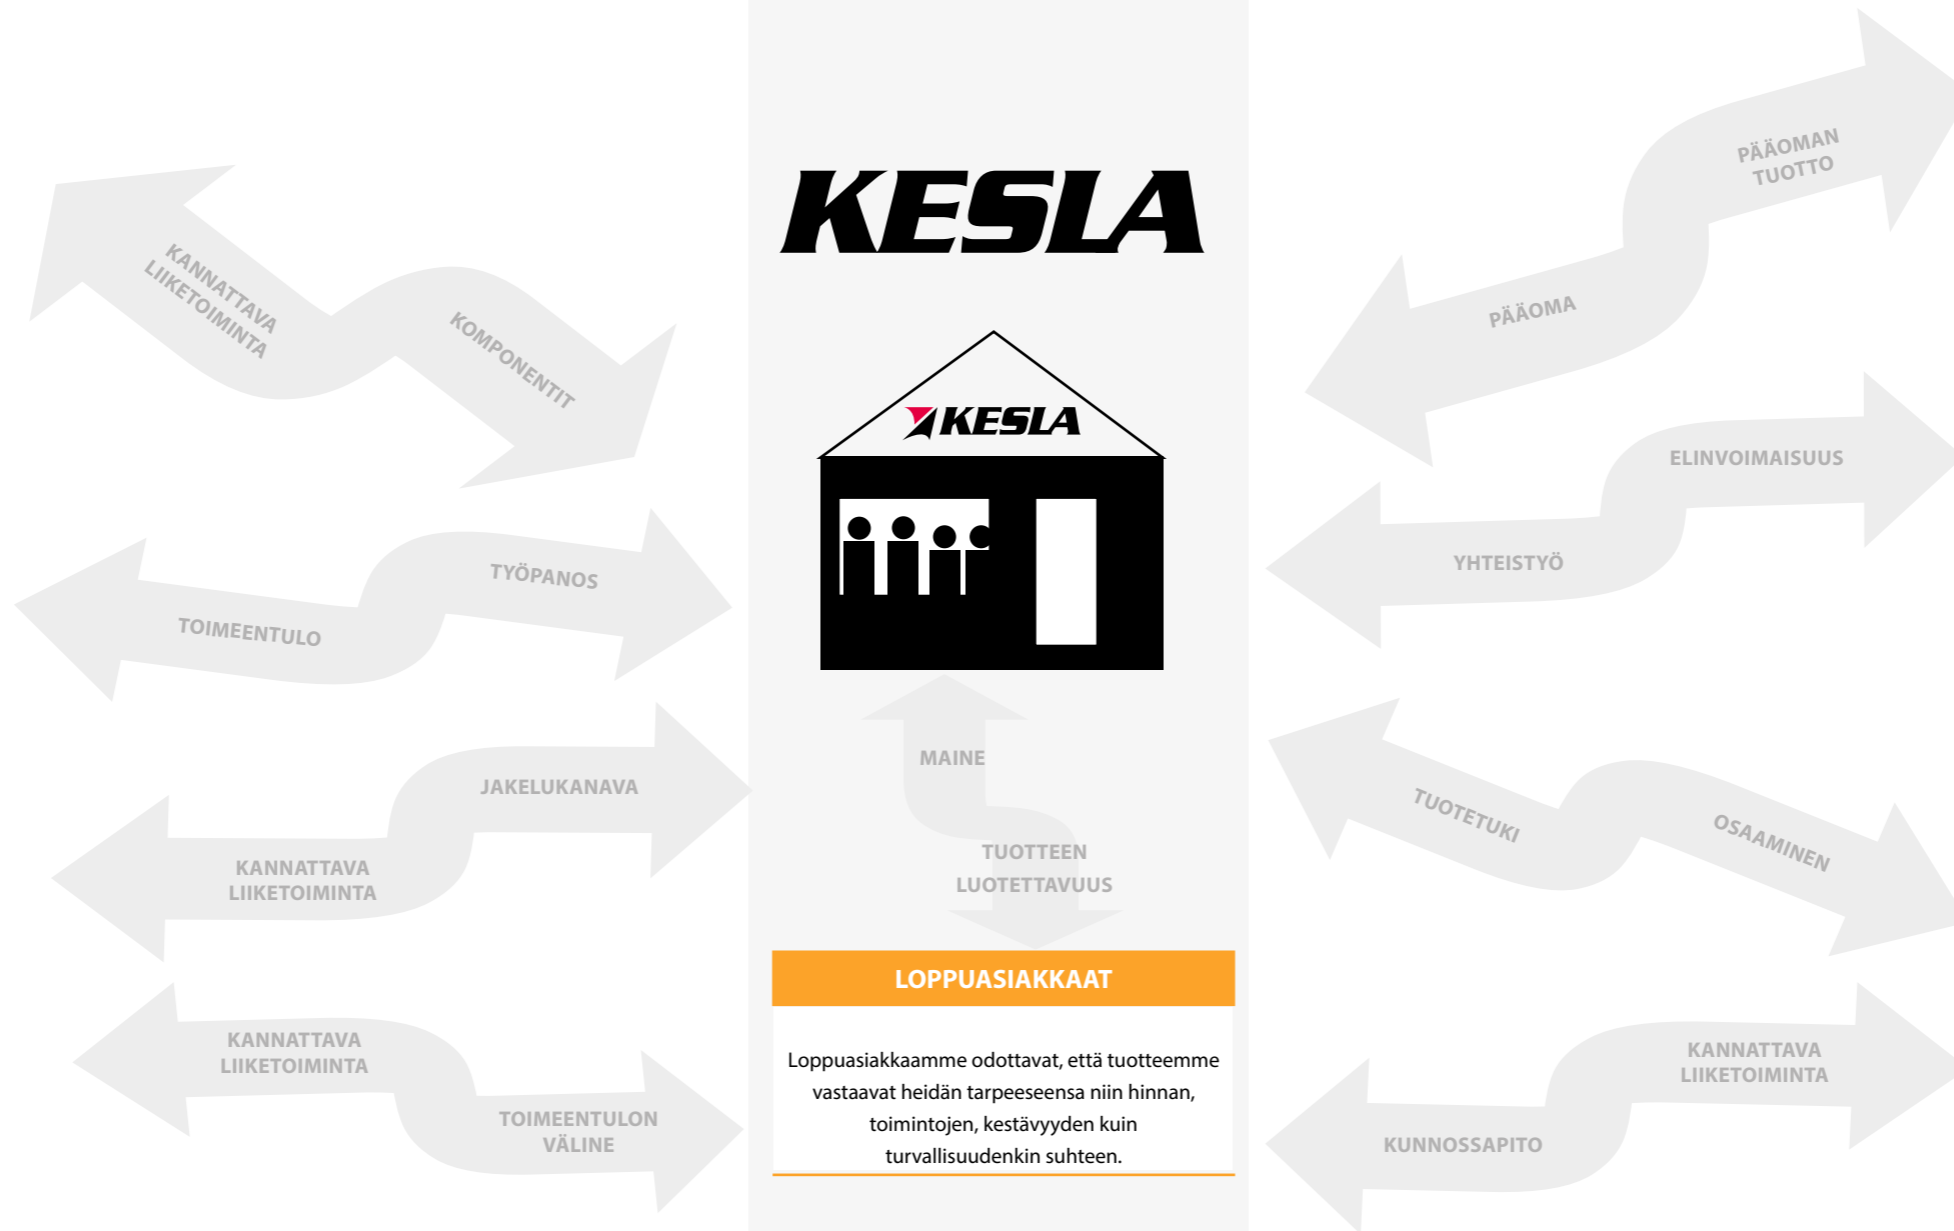 KANNATTAVA
LIIKETOIMINTA
KOMPONENTIT
TOIMEENTULO
TYÖPANOS
JAKELUKANAVA
KANNATTAVA
LIIKETOIMINTA
KANNATTAVA
LIIKETOIMINTA
TOIMEENTULON
VÄLINE
KESLA
KESLA
MAINE
TUOTTEEN
LUOTETTAVUUS
LOPPUASIAKKAAT
Loppuasiakkaamme odottavat, että tuotteemme
vastaavat heidän tarpeeseensa niin hinnan,
toimintojen, kestävyyden kuin
turvallisuudenkin suhteen.
PÄÄOMAN
TUOTTO
PÄÄOMA
ELINVOIMAISUUS
YHTEISTYÖ
TUOTETUKI
OSAAMINEN
KANNATTAVA
LIIKETOIMINTA
KUNNOSSAPITO